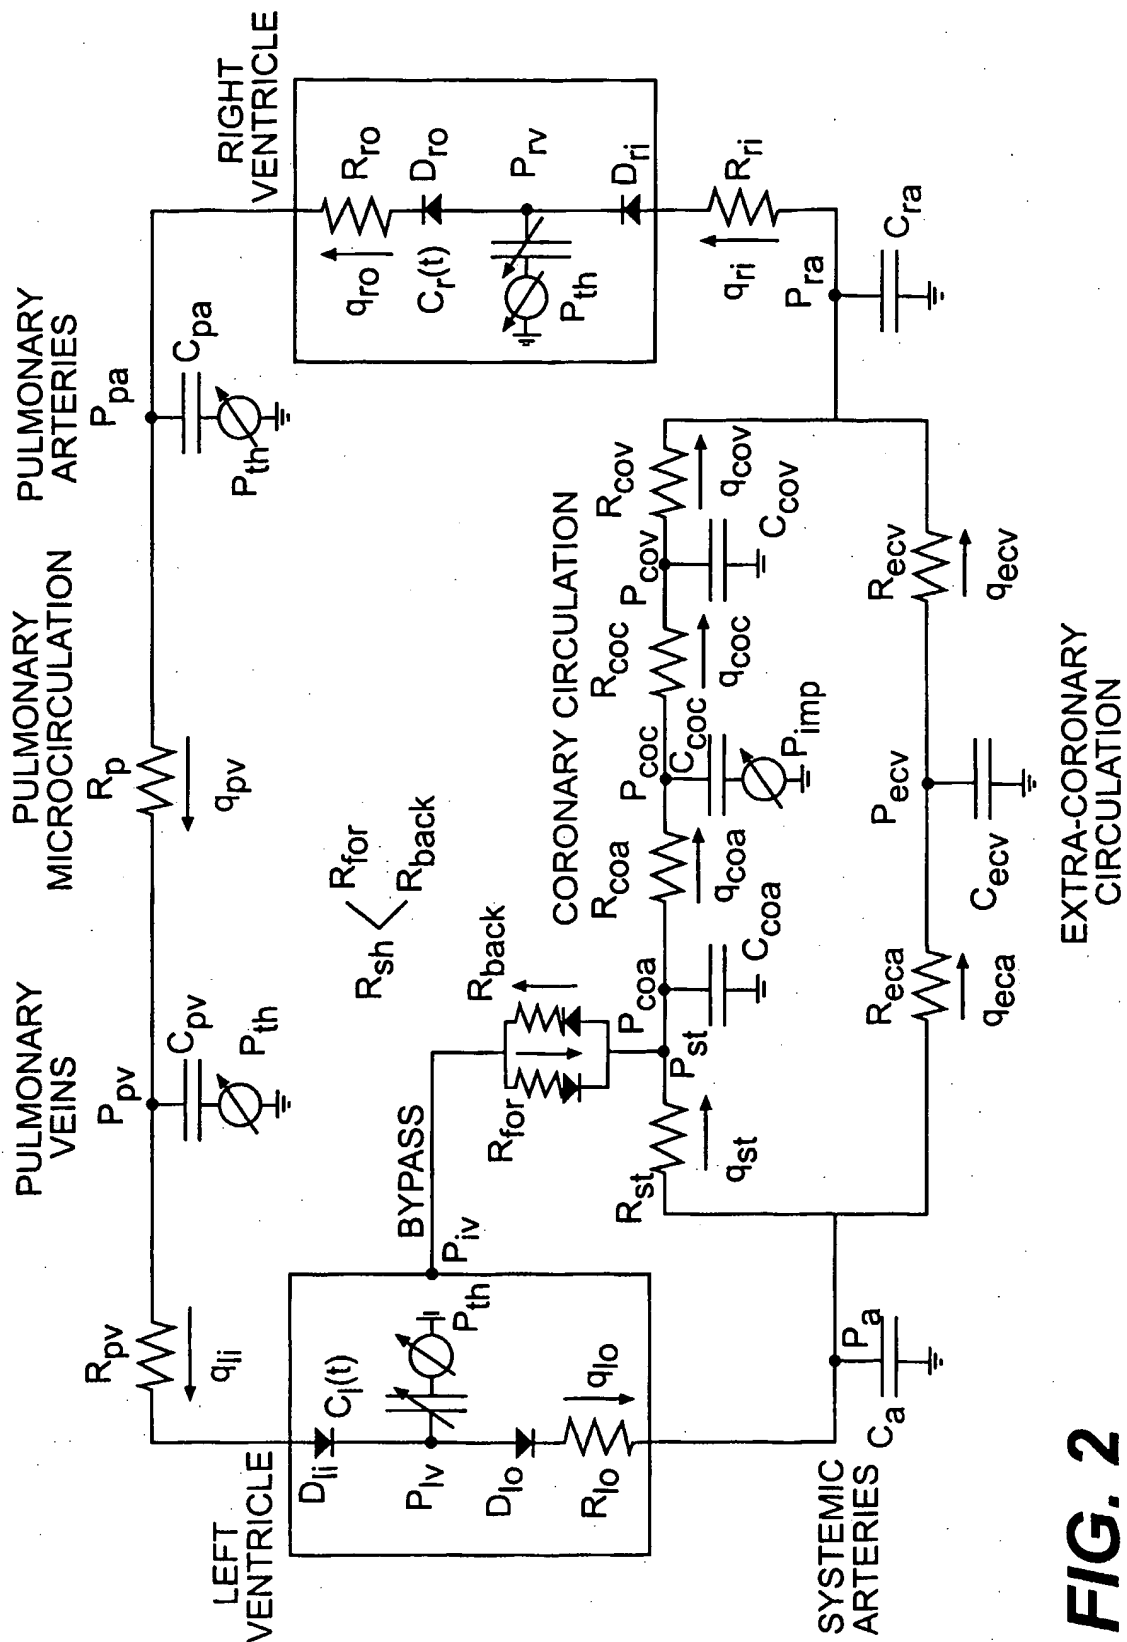 PULMONARY
VEINS
PULMONARY
MICROCIRCULATION
PULMONARY
ARTERIES
R_pv
q_li
P_pv
C_pv
P_th
R_p
q_pv
P_pa
C_pa
P_th
LEFT
VENTRICLE
D_li
C_l(t)
P_lv
P_th
D_lo
R_lo
q_lo
P_iv
BYPASS
R_for
R_back
R_sh
R_for
R_back
RIGHT
VENTRICLE
R_ro
q_ro
D_ro
C_r(t)
P_rv
P_th
D_ri
R_ri
q_ri
P_ra
C_ra
CORONARY CIRCULATION
R_st
q_st
P_st
P_coa
C_coa
R_coa
q_coa
P_coc
C_coc
P_imp
R_coc
q_coc
P_cov
C_cov
R_cov
q_cov
SYSTEMIC
ARTERIES
P_a
C_a
R_eca
q_eca
P_ecv
C_ecv
R_ecv
q_ecv
EXTRA-CORONARY
CIRCULATION
FIG. 2